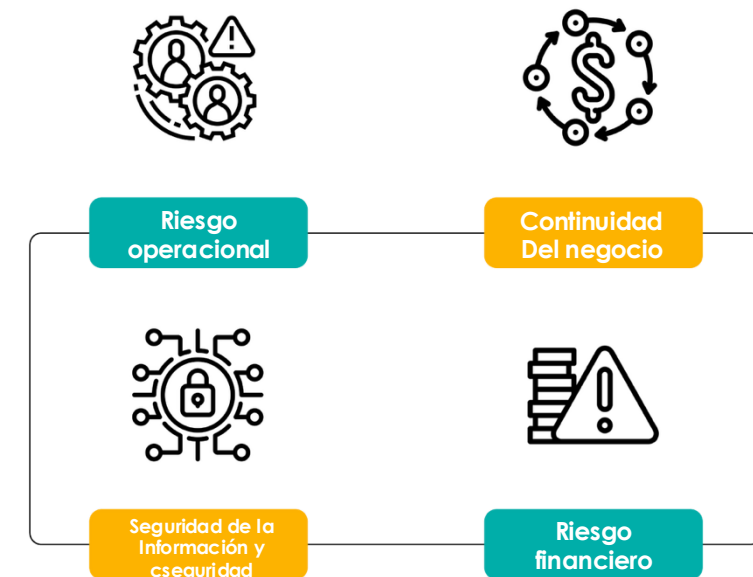 Riesgo
operacional
Continuidad
Del negocio
Seguridad de la
Información y
cseguridad
Riesgo
financiero